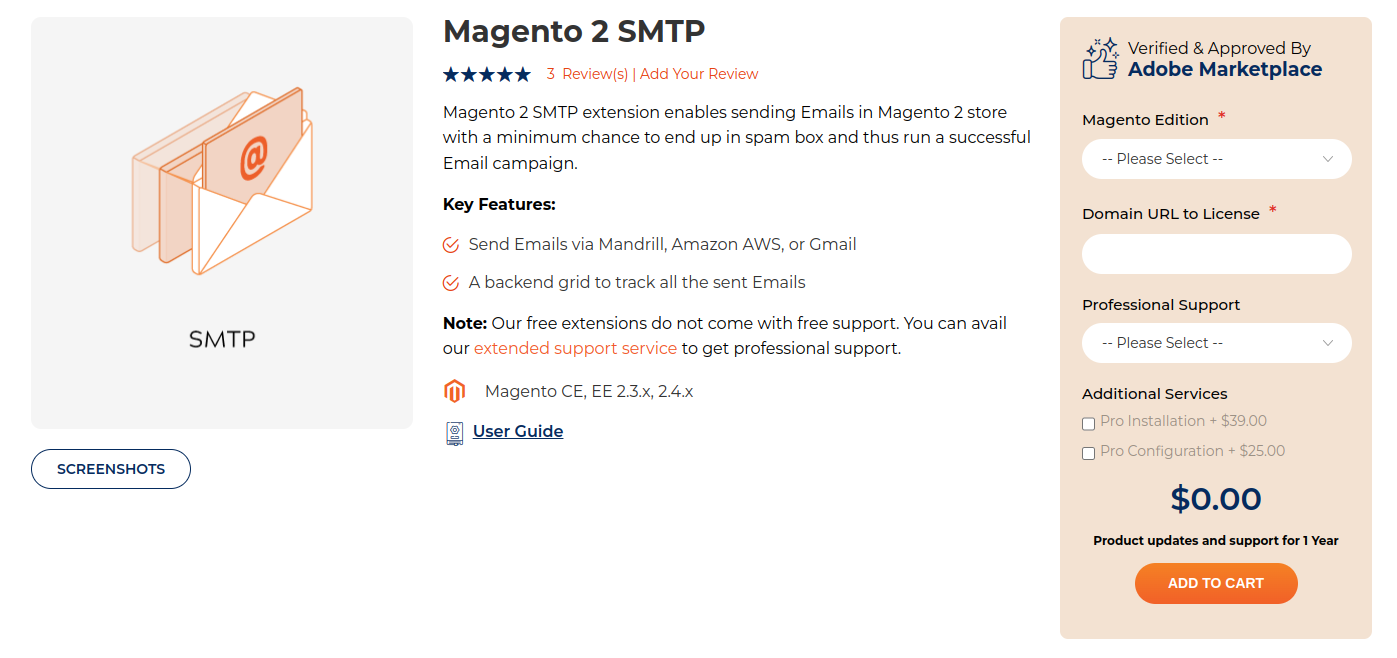 @
SMTP
SCREENSHOTS
Magento 2 SMTP
3 Review(s) | Add Your Review
Magento 2 SMTP extension enables sending Emails in Magento 2 store
with a minimum chance to end up in spam box and thus run a successful
Email campaign.
Key Features:
Send Emails via Mandrill, Amazon AWS, or Gmail
A backend grid to track all the sent Emails
Note: Our free extensions do not come with free support. You can avail
our extended support service to get professional support.
Magento CE, EE 2.3.x, 2.4.x
User Guide
Verified & Approved By
Adobe Marketplace
Magento Edition *
-- Please Select --
Domain URL to License *
Professional Support
-- Please Select --
Additional Services
Pro Installation + $39.00
Pro Configuration + $25.00
$0.00
Product updates and support for 1 Year
ADD TO CART